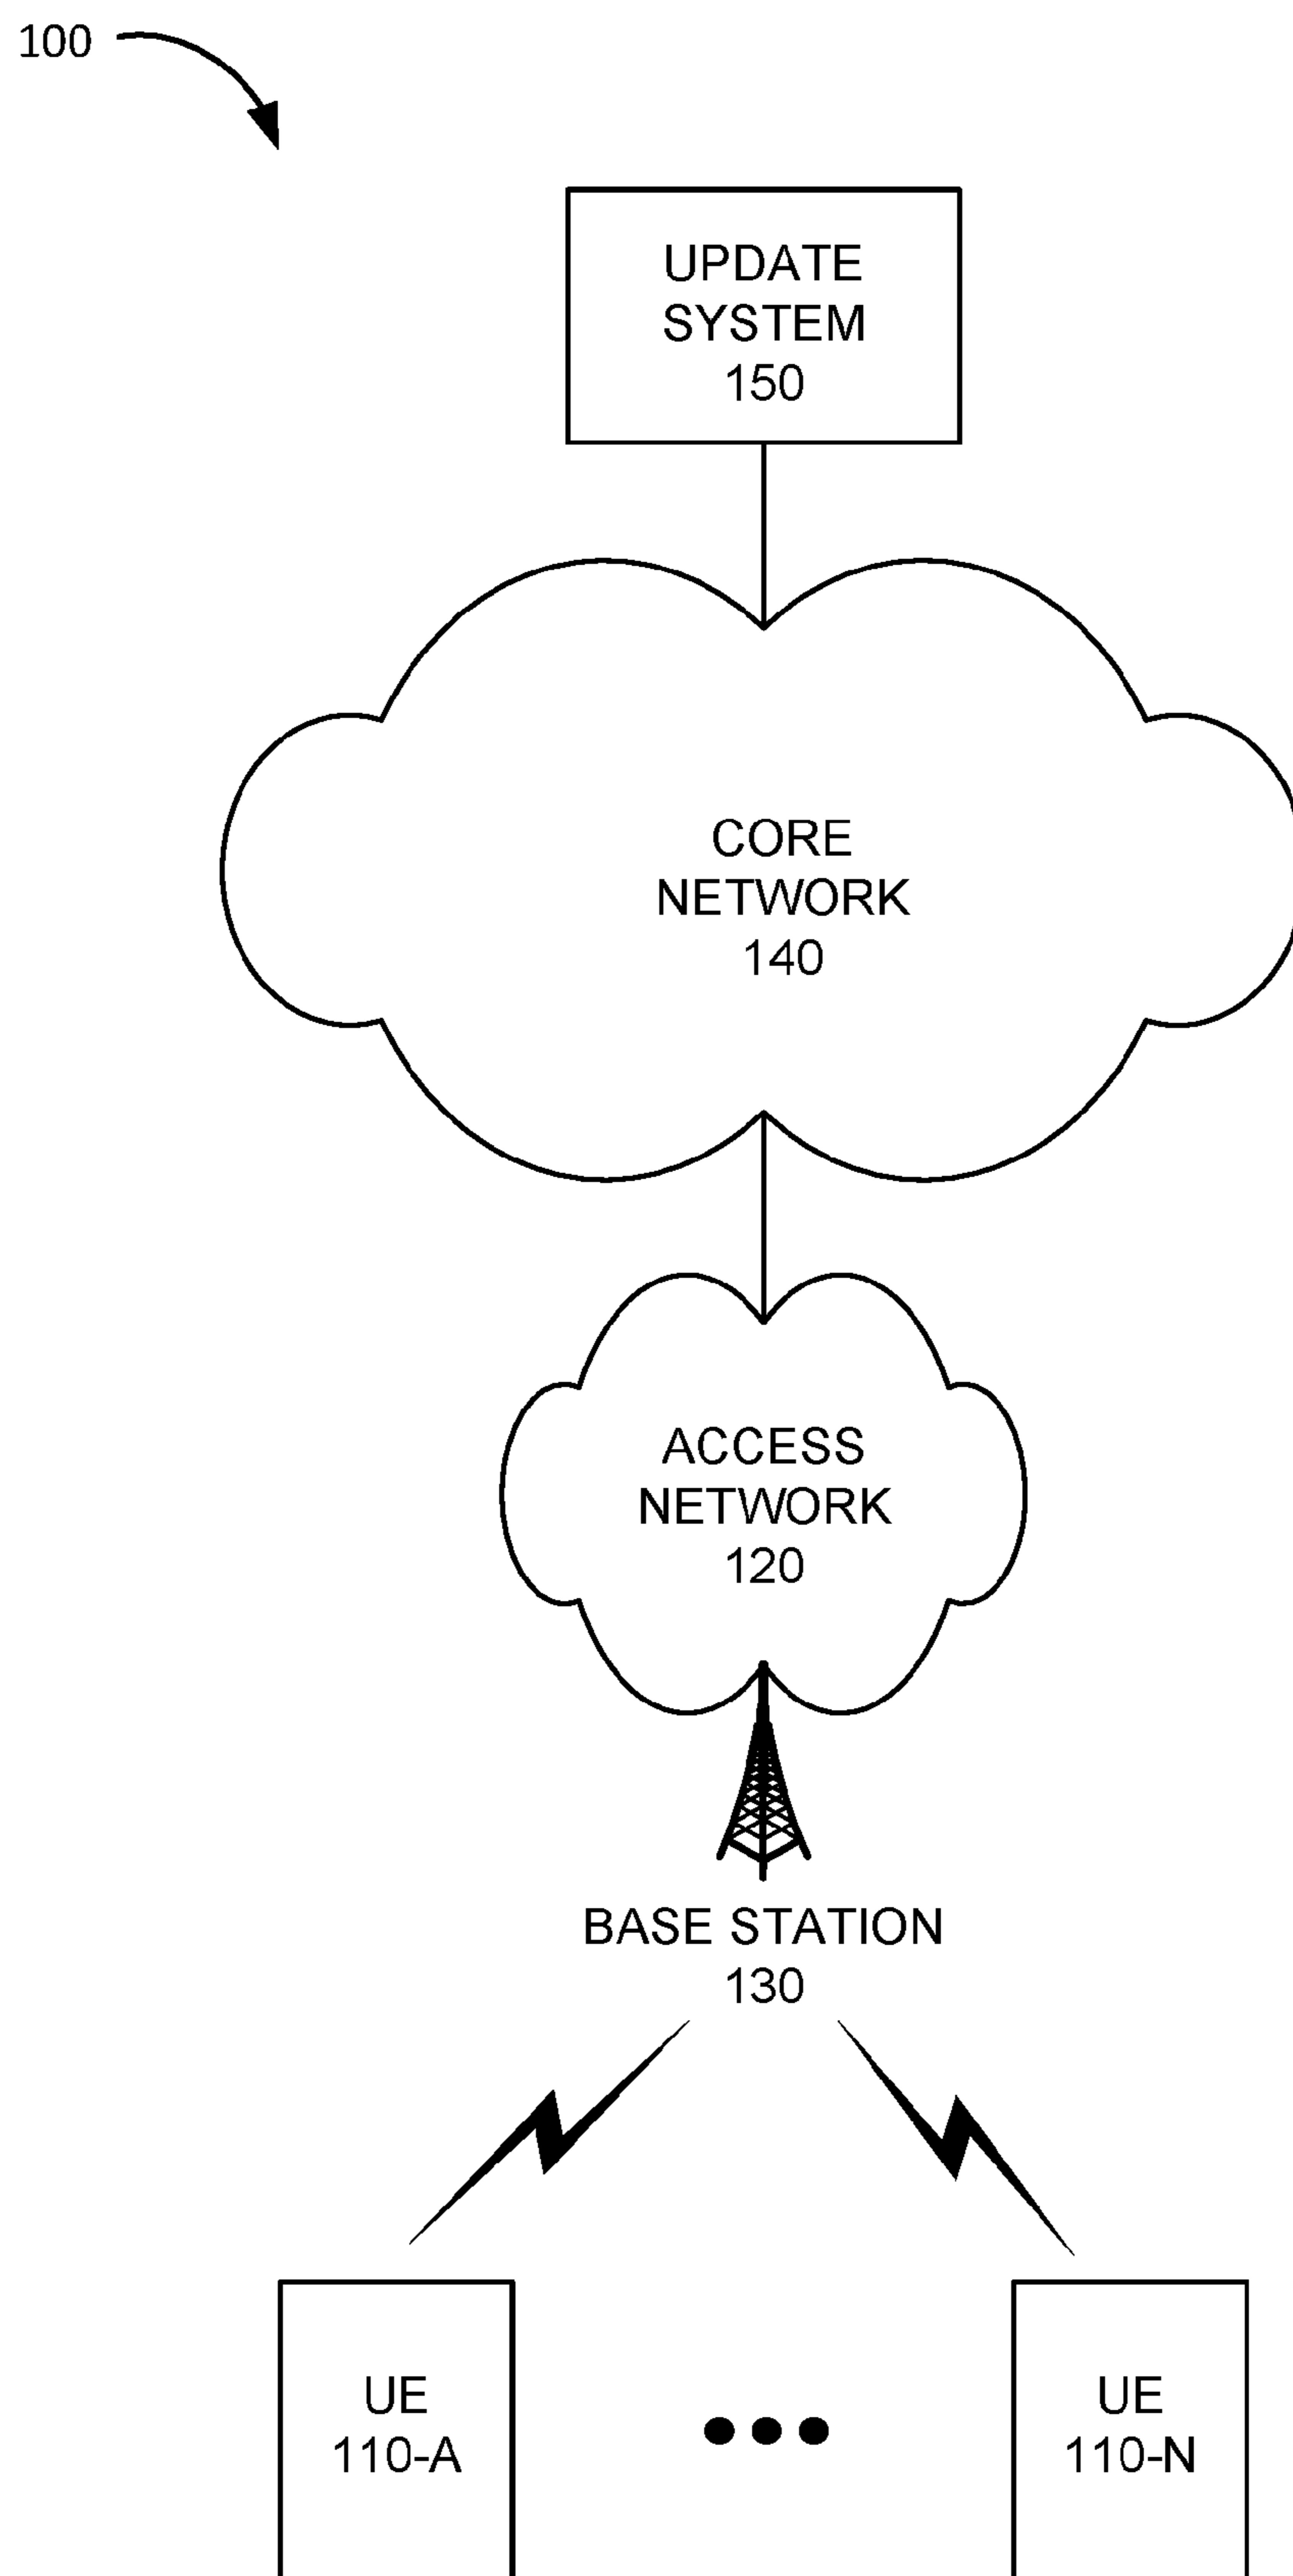 100
UPDATE
SYSTEM
150
CORE
NETWORK
140
ACCESS
NETWORK
120
BASE STATION
130
UE
110-A
UE
110-N